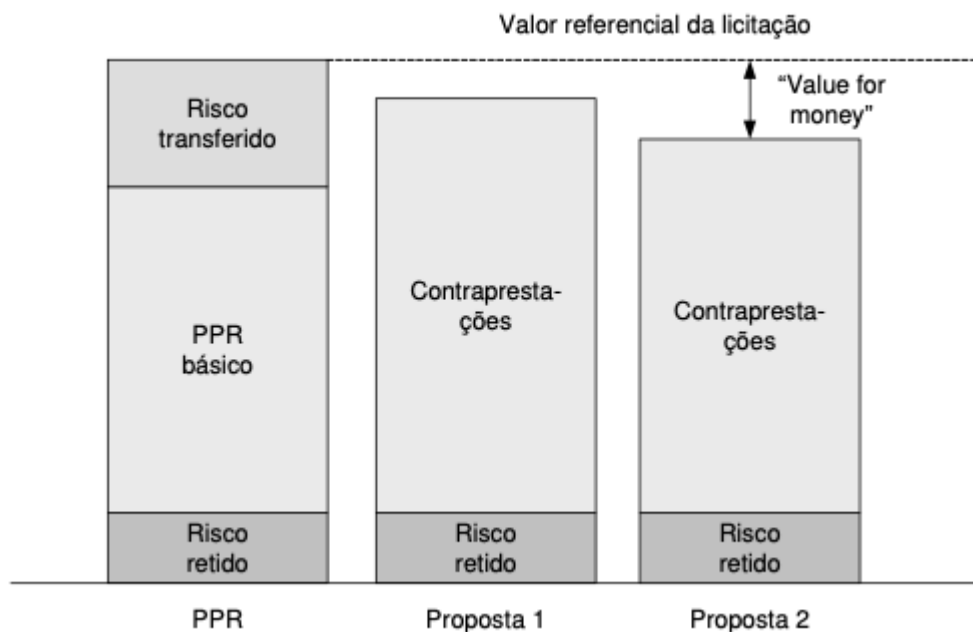 Valor referencial da licitação
Risco
transferido
“Value for
money”
PPR
básico
Contrapresta-
ções
Contrapresta-
ções
Risco
retido
Risco
retido
Risco
retido
PPR
Proposta 1
Proposta 2